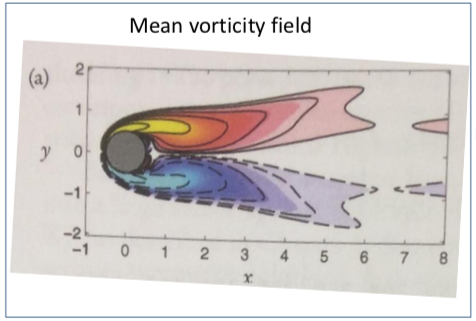 Mean vorticity field
(a)
2
1
0
−1
−2
y
−1 0 1 2 3 4 5 6 7 8
x